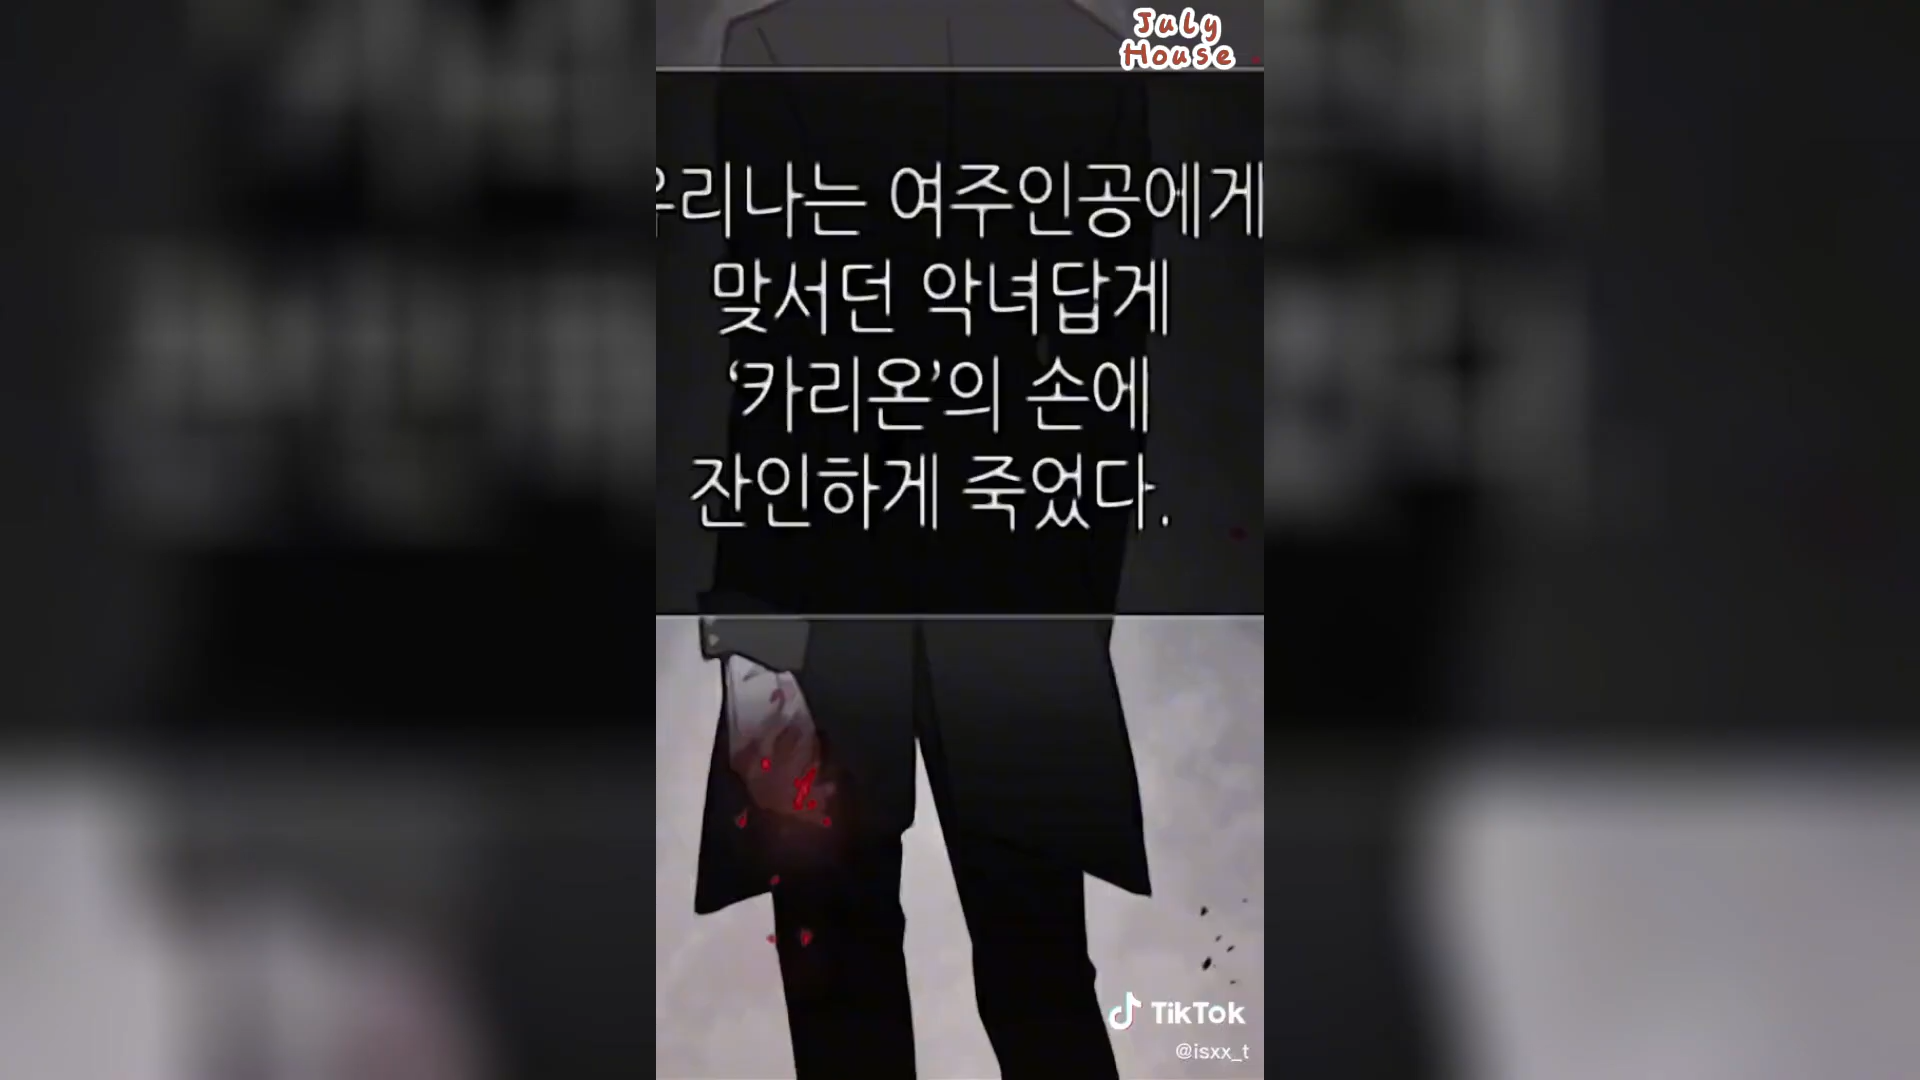 July
House
우리나는 여주인공에게
맞서던 악녀답게
‘카리온’의 손에
잔인하게 죽었다.
TikTok
@isxx_t